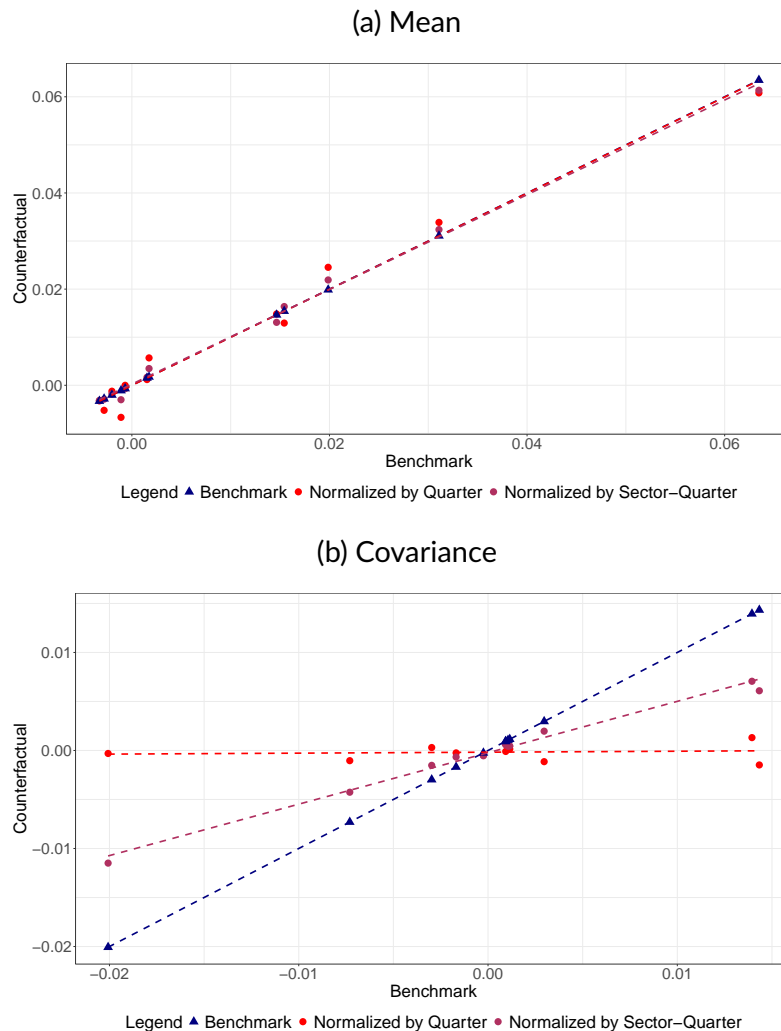 (a) Mean
0.06
0.04
0.02
0.00
Counterfactual
0.00 0.02 0.04 0.06
Benchmark
Legend Benchmark Normalized by Quarter Normalized by Sector−Quarter
(b) Covariance
0.01
0.00
−0.01
−0.02
Counterfactual
−0.02 −0.01 0.00 0.01
Benchmark
Legend Benchmark Normalized by Quarter Normalized by Sector−Quarter